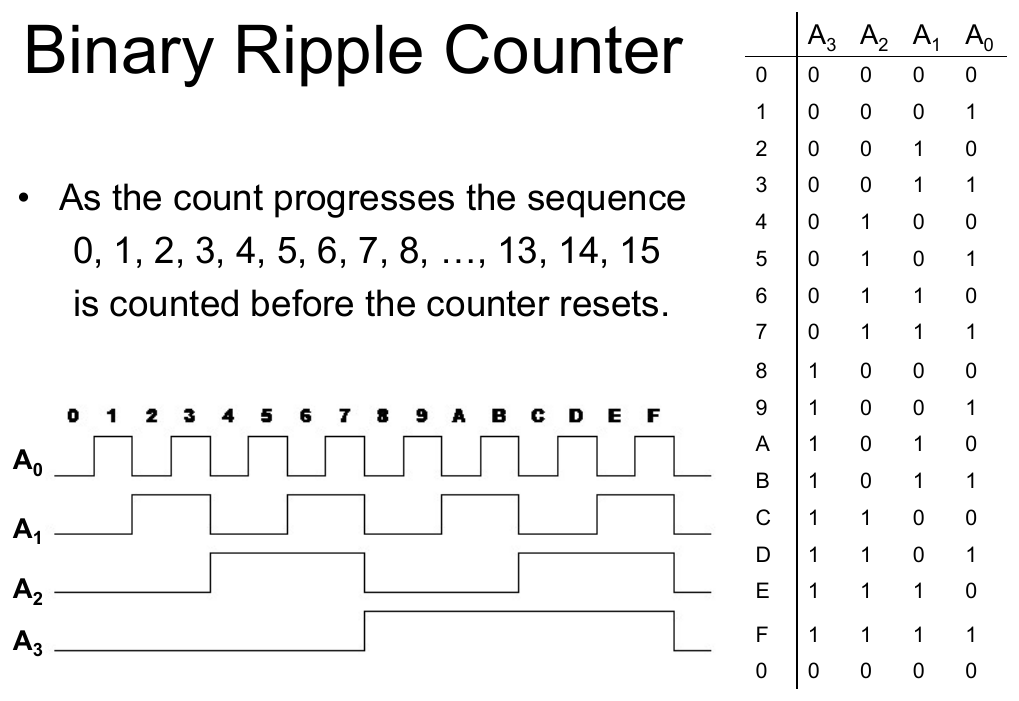 Binary Ripple Counter
• As the count progresses the sequence
0, 1, 2, 3, 4, 5, 6, 7, 8, …, 13, 14, 15
is counted before the counter resets.
0 1 2 3 4 5 6 7 8 9 A B C D E F
A0
A1
A2
A3
A3 A2 A1 A0
0 0 0 0 0
1 0 0 0 1
2 0 0 1 0
3 0 0 1 1
4 0 1 0 0
5 0 1 0 1
6 0 1 1 0
7 0 1 1 1
8 1 0 0 0
9 1 0 0 1
A 1 0 1 0
B 1 0 1 1
C 1 1 0 0
D 1 1 0 1
E 1 1 1 0
F 1 1 1 1
0 0 0 0 0